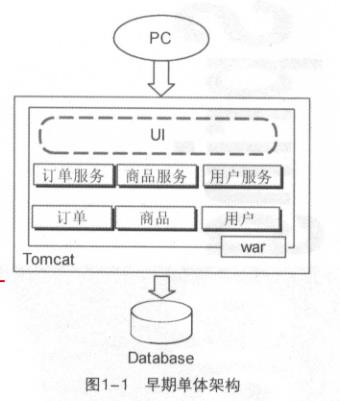 PC
UI
订单服务 商品服务 用户服务
订单 商品 用户
war
Tomcat
Database
图1-1 早期单体架构